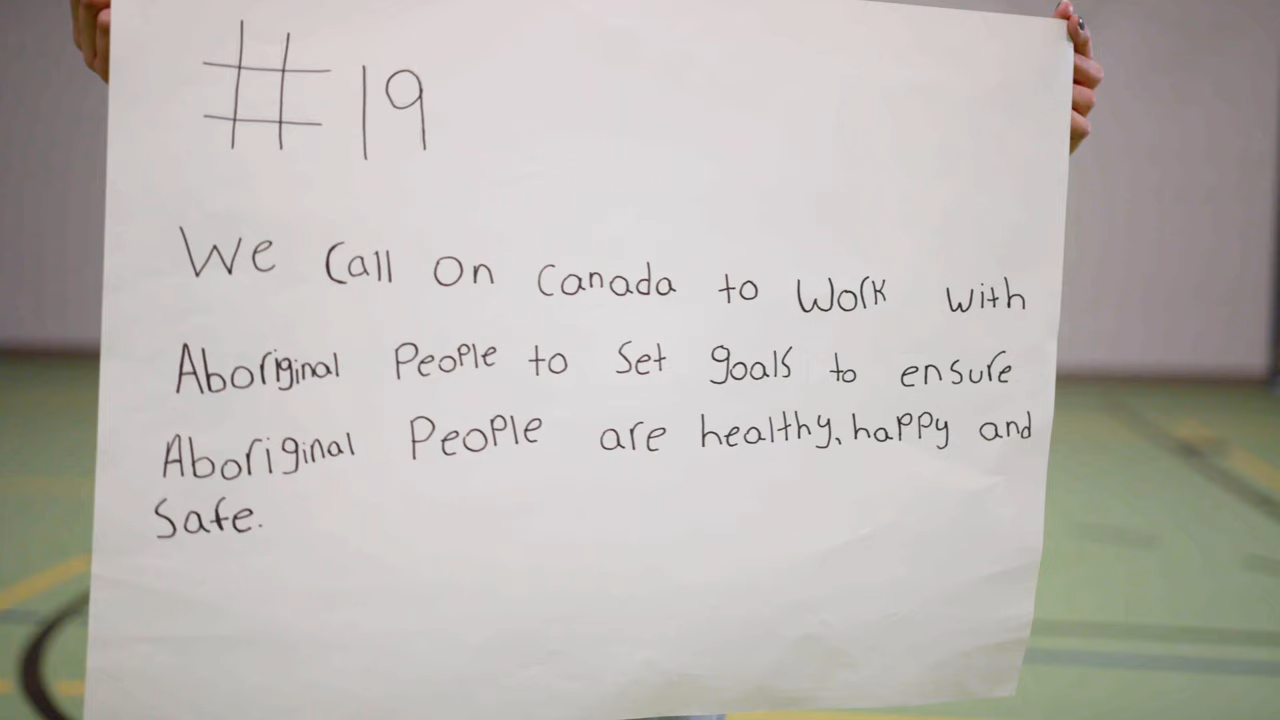 #19
We Call On Canada to Work with
Aboriginal People to Set goals to ensure
Aboriginal People are healthy, happy and
Safe.